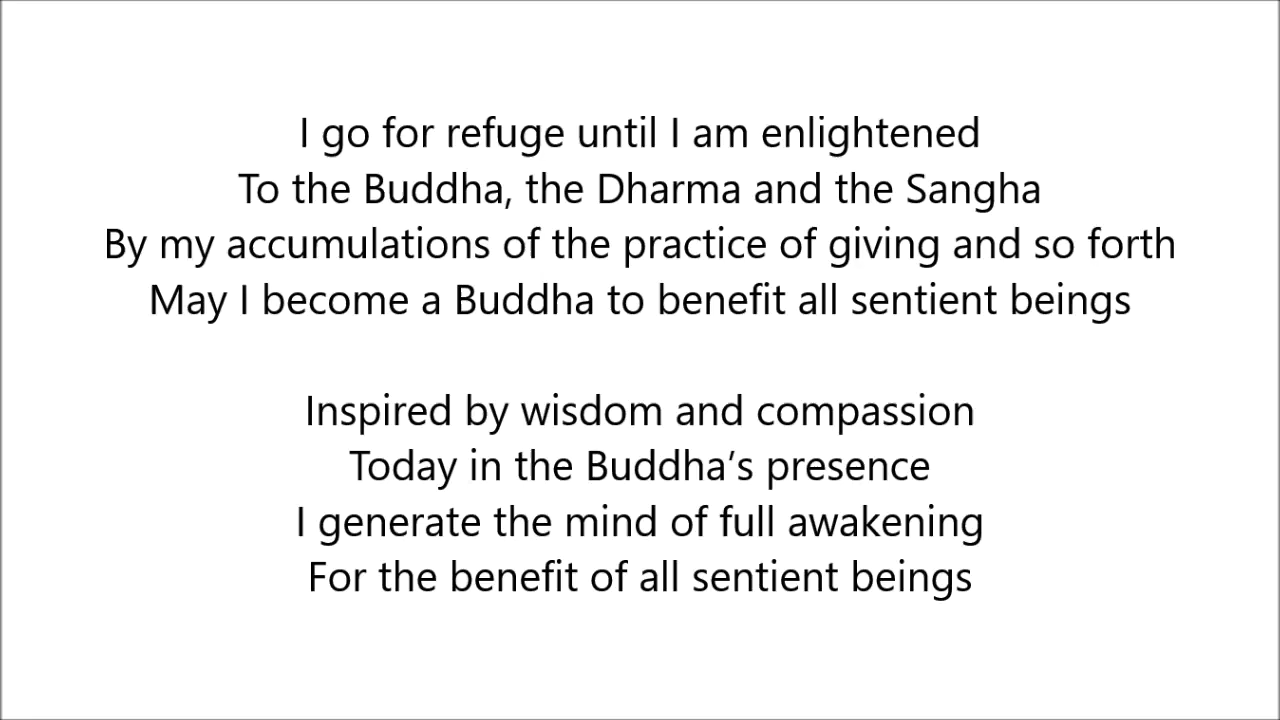 I go for refuge until I am enlightened
To the Buddha, the Dharma and the Sangha
By my accumulations of the practice of giving and so forth
May I become a Buddha to benefit all sentient beings
Inspired by wisdom and compassion
Today in the Buddha’s presence
I generate the mind of full awakening
For the benefit of all sentient beings